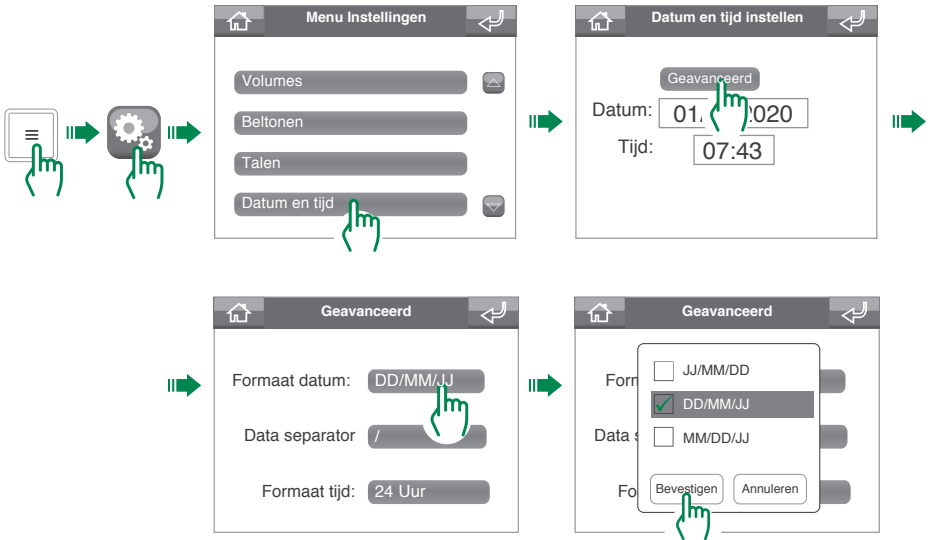 Menu Instellingen
Volumes
Beltonen
Talen
Datum en tijd
Datum en tijd instellen
Geavanceerd
Datum:
Tijd: 07:43
Geavanceerd
Formaat datum: DD/MM/JJ
Data separator /
Formaat tijd: 24 Uur
Geavanceerd
JJ/MM/DD
DD/MM/JJ
MM/DD/JJ
Bevestigen Annuleren